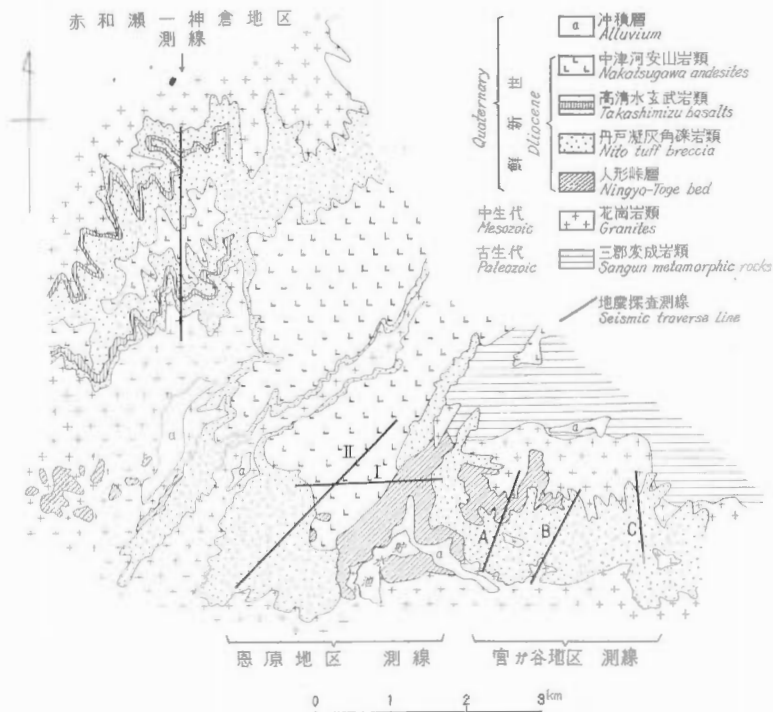 赤和瀬一神倉地区
測線
α 沖積層
Alluvium
中津河安山岩類
Nakatsugawa andesites
高清水玄武岩類
Takashimizu basalts
丹戸凝灰角礫岩類
Nito tuff breccia
人形峠層
Ningyo-Toge bed
Quaternary
鮮新世
Dliocene
中生代
Mesozoic
花崗岩類
Granites
古生代
Paleozoic
三郡変成岩類
Sangun metamorphic rocks
地震探査測線
Seismic traverse line
α
α
α
α
II
I
A
B
C
恩原地区 測線
宮ガ谷地区 測線
0 1 2 3km